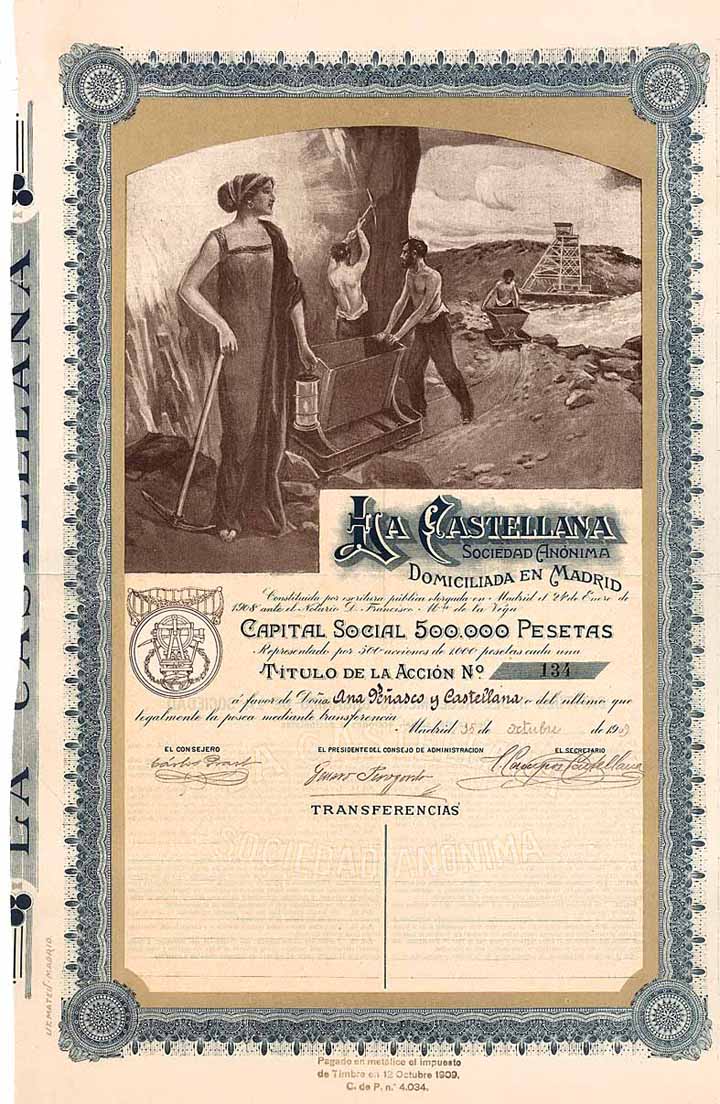 LA CASTELLANA
LA CASTELLANA
SOCIEDAD ANÓNIMA
DOMICILIADA EN MADRID
Constituida por escritura pública otorgada en Madrid el 24 de Enero de
1908 ante el Notario D. Francisco Mª de la Vega
CAPITAL SOCIAL 500.000 PESETAS
Representado por 500 acciones de 1000 pesetas cada una
TÍTULO DE LA ACCIÓN Nº 134
á favor de Doña Ana Peñasco y Castellana o del último que
legalmente la posea mediante transferencia
Madrid de octubre de 1909
EL CONSEJERO
EL PRESIDENTE DEL CONSEJO DE ADMINISTRACIÓN
EL SECRETARIO
TRANSFERENCIAS
SOCIEDAD ANÓNIMA
MATEU-MADRID
Pagado en metálico el impuesto
de Timbre en 12 Octubre 1909.
C. de P. n.º 4.034.